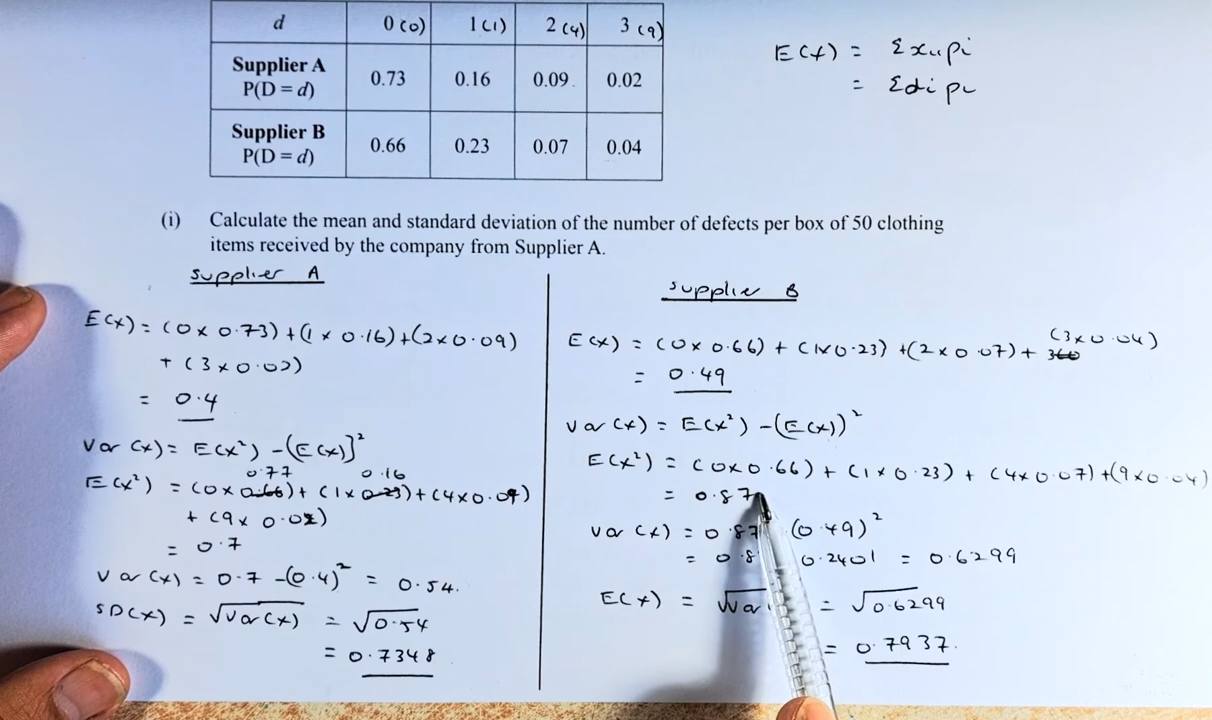 d 0 (0) 1 (1) 2 (4) 3 (9)
Supplier A
P(D = d) 0.73 0.16 0.09 0.02
Supplier B
P(D = d) 0.66 0.23 0.07 0.04
E(x) = Σxipi
= Σdipi
(i) Calculate the mean and standard deviation of the number of defects per box of 50 clothing
items received by the company from Supplier A.
Supplier A
E(x) = (0 x 0.73) + (1 x 0.16) + (2 x 0.09)
+ (3 x 0.02)
= 0.4
Var (x) = E(x²) - (E(x)]²
0.77 0.16
E(x²) = (0 x 0.66) + (1 x 0.23) + (4 x 0.09)
+ (9 x 0.02)
= 0.7
Var (x) = 0.7 - (0.4)² = 0.54.
SD(x) = √Var(x) = √0.54
= 0.7348
Supplier B
E(x) = (0 x 0.66) + (1 x 0.23) + (2 x 0.07) + (3 x 0.04)
= 0.49
Var (x) = E(x²) - (E(x))²
E(x²) = (0 x 0.66) + (1 x 0.23) + (4 x 0.07) + (9 x 0.04)
= 0.87
Var (x) = 0.87 (0.49)²
= 0.8 0.2401 = 0.6299
E(x) = √Var = √0.6299
= 0.7937.